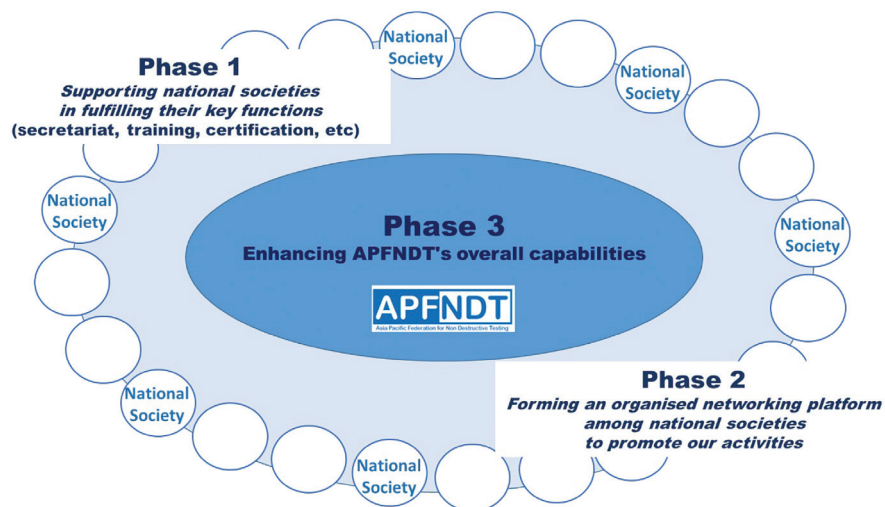 National
Society
Phase 1
Supporting national societies
in fulfilling their key functions
(secretariat, training, certification, etc)
National
Society
National
Society
National
Society
Phase 3
Enhancing APFNDT's overall capabilities
APFNDT
Asia Pacific Federation for Non Destructive Testing
Phase 2
Forming an organised networking platform
among national societies
to promote our activities
National
Society
National
Society